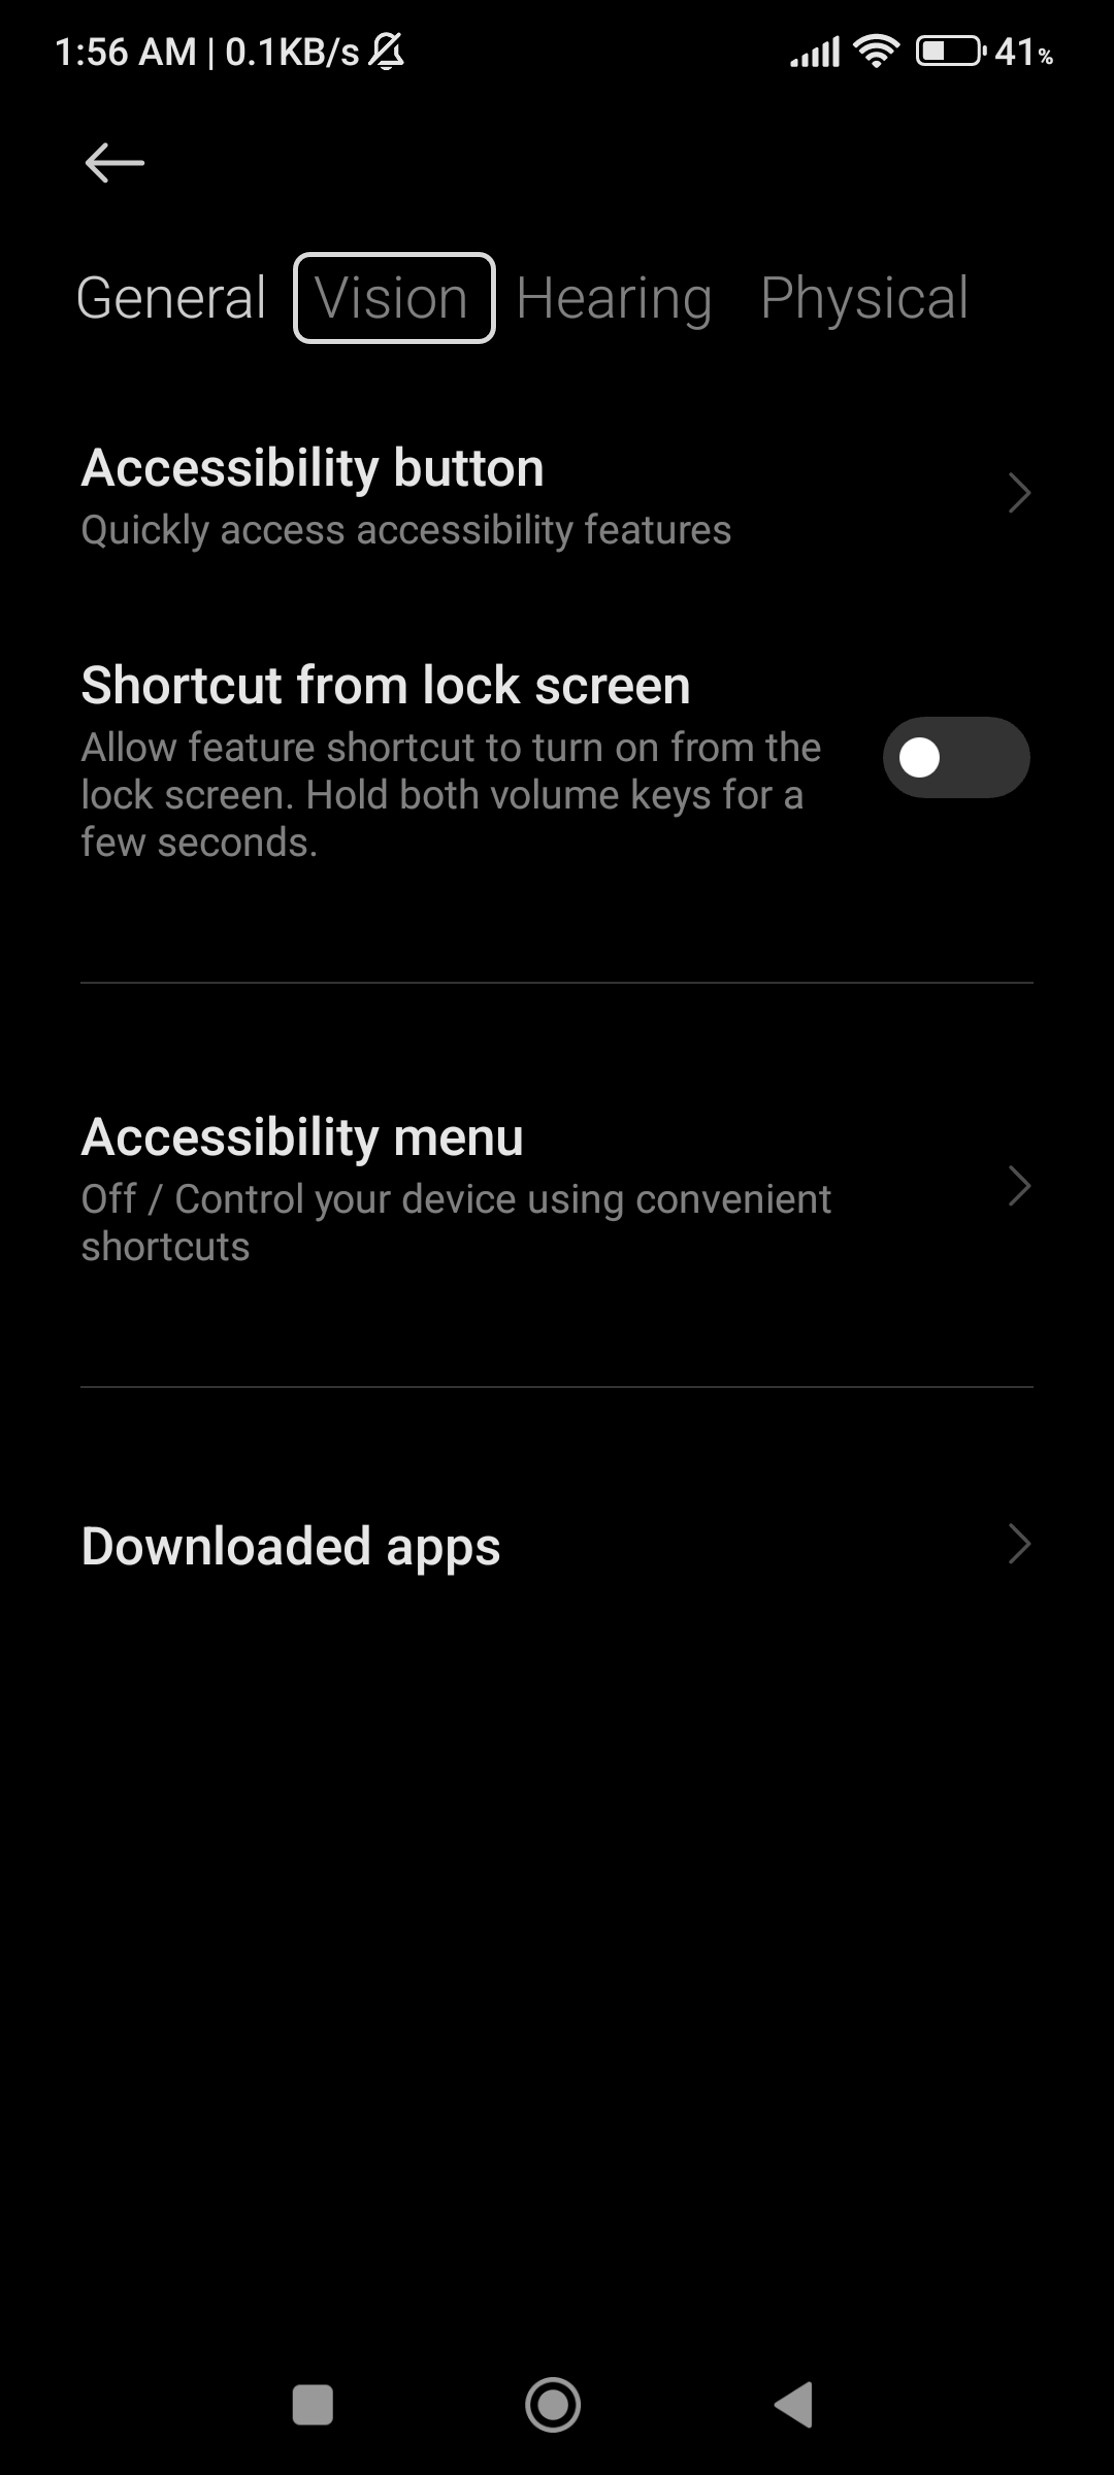 1:56 AM | 0.1KB/s 41%
General Vision Hearing Physical
Accessibility button
Quickly access accessibility features
Shortcut from lock screen
Allow feature shortcut to turn on from the
lock screen. Hold both volume keys for a
few seconds.
Accessibility menu
Off / Control your device using convenient
shortcuts
Downloaded apps